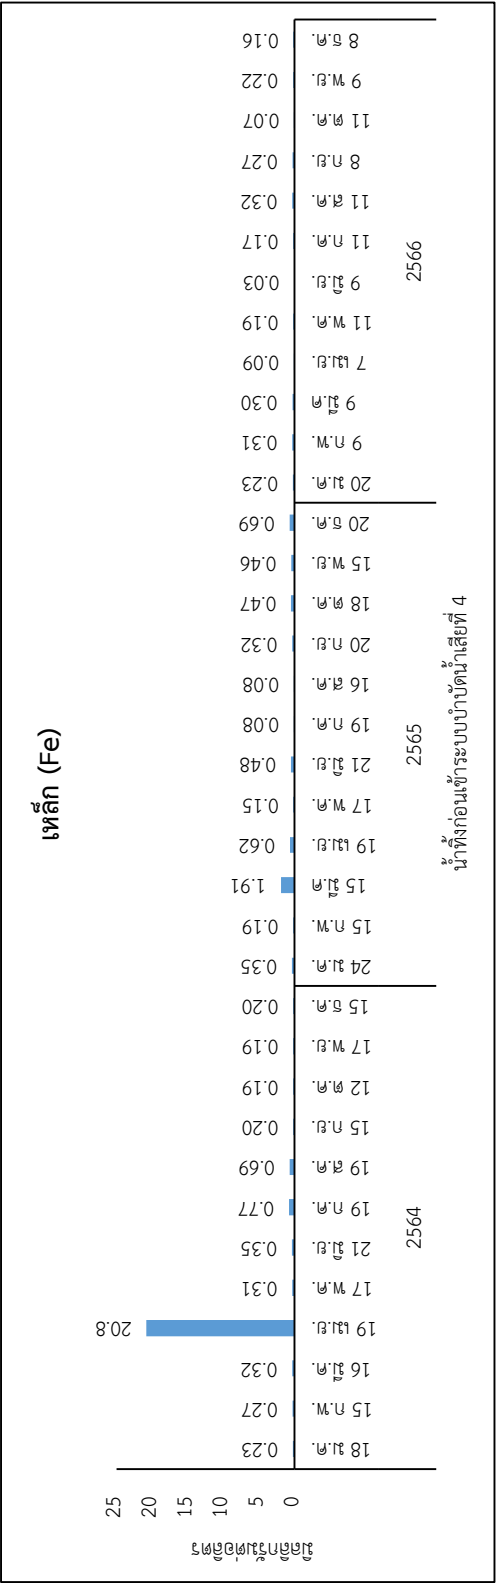 เหล็ก (Fe)
มิลลิกรัมต่อลิตร
25
20
15
10
5
0
0.23 0.27 0.32 20.8 0.31 0.35 0.77 0.69 0.20 0.19 0.19 0.20 0.35 0.19 1.91 0.62 0.15 0.48 0.08 0.08 0.32 0.47 0.46 0.69 0.23 0.31 0.30 0.09 0.19 0.03 0.17 0.32 0.27 0.07 0.22 0.16
18 ม.ค. 15 ก.พ. 16 มี.ค. 19 เม.ย. 17 พ.ค. 21 มิ.ย. 19 ก.ค. 19 ส.ค. 15 ก.ย. 12 ต.ค. 17 พ.ย. 15 ธ.ค. 24 ม.ค. 15 ก.พ. 15 มี.ค 19 เม.ย. 17 พ.ค. 21 มิ.ย. 19 ก.ค. 16 ส.ค. 20 ก.ย. 18 ต.ค. 15 พ.ย. 20 ธ.ค. 20 ม.ค. 9 ก.พ. 9 มี.ค 7 เม.ย. 11 พ.ค. 9 มิ.ย. 11 ก.ค. 11 ส.ค. 8 ก.ย. 11 ต.ค. 9 พ.ย. 8 ธ.ค.
2564 2565 2566
น้ำทิ้งก่อนเข้าระบบบำบัดน้ำเสียที่ 4